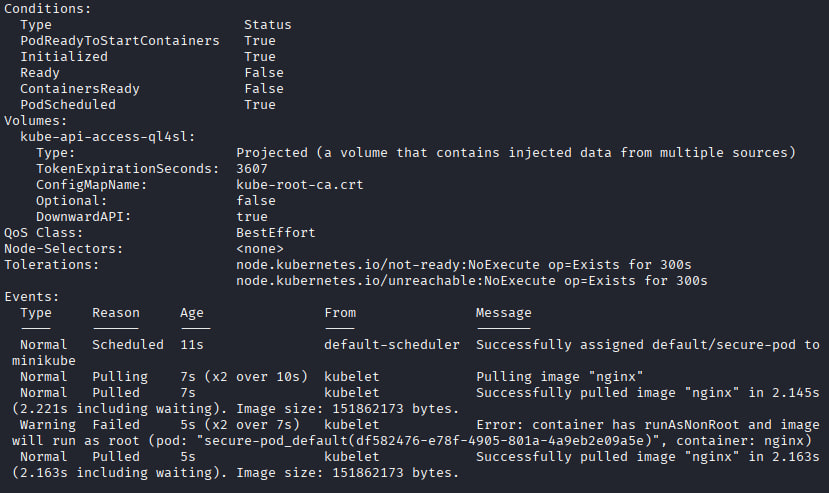 Conditions:
  Type                        Status
  PodReadyToStartContainers   True
  Initialized                 True
  Ready                       False
  ContainersReady             False
  PodScheduled                True
Volumes:
  kube-api-access-ql4sl:
    Type:                    Projected (a volume that contains injected data from multiple sources)
    TokenExpirationSeconds:  3607
    ConfigMapName:           kube-root-ca.crt
    Optional:                false
    DownwardAPI:             true
QoS Class:                   BestEffort
Node-Selectors:              <none>
Tolerations:                 node.kubernetes.io/not-ready:NoExecute op=Exists for 300s
                             node.kubernetes.io/unreachable:NoExecute op=Exists for 300s
Events:
  Type     Reason     Age               From               Message
  ----     ------     ----              ----               -------
  Normal   Scheduled  11s               default-scheduler  Successfully assigned default/secure-pod to
minikube
  Normal   Pulling    7s (x2 over 10s)  kubelet            Pulling image "nginx"
  Normal   Pulled     7s                kubelet            Successfully pulled image "nginx" in 2.145s
(2.221s including waiting). Image size: 151862173 bytes.
  Warning  Failed     5s (x2 over 7s)   kubelet            Error: container has runAsNonRoot and image
will run as root (pod: "secure-pod_default(df582476-e78f-4905-801a-4a9eb2e09a5e)", container: nginx)
  Normal   Pulled     5s                kubelet            Successfully pulled image "nginx" in 2.163s
(2.163s including waiting). Image size: 151862173 bytes.